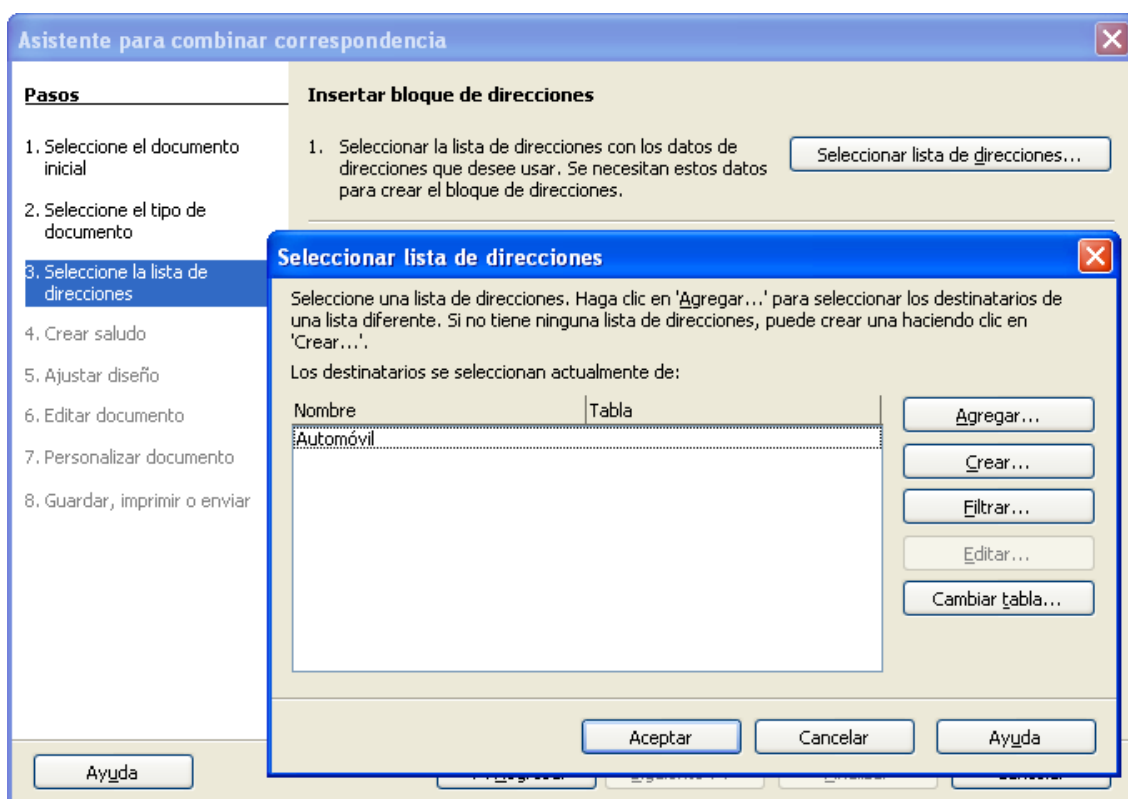 Asistente para combinar correspondencia
Pasos
1. Seleccione el documento
inicial
2. Seleccione el tipo de
documento
3. Seleccione la lista de
direcciones
4. Crear saludo
5. Ajustar diseño
6. Editar documento
7. Personalizar documento
8. Guardar, imprimir o enviar
Insertar bloque de direcciones
1. Seleccionar la lista de direcciones con los datos de
direcciones que desee usar. Se necesitan estos datos
para crear el bloque de direcciones.
Seleccionar lista de direcciones...
Seleccionar lista de direcciones
Seleccione una lista de direcciones. Haga clic en 'Agregar...' para seleccionar los destinatarios de
una lista diferente. Si no tiene ninguna lista de direcciones, puede crear una haciendo clic en
'Crear...'.
Los destinatarios se seleccionan actualmente de:
Nombre Tabla
Automóvil
Agregar...
Crear...
Filtrar...
Editar...
Cambiar tabla...
Aceptar Cancelar Ayuda
Ayuda